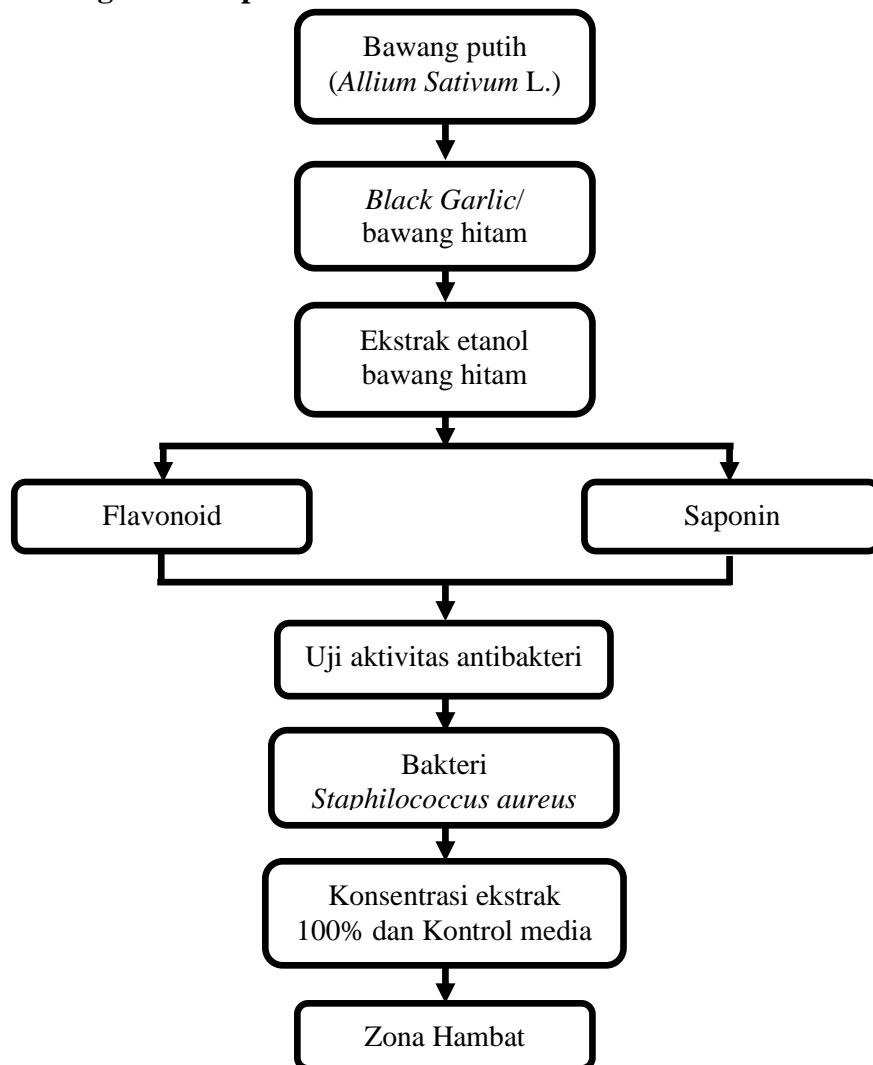 Bawang putih
(Allium Sativum L.)
Black Garlic/
bawang hitam
Ekstrak etanol
bawang hitam
Flavonoid
Saponin
Uji aktivitas antibakteri
Bakteri
Staphilococcus aureus
Konsentrasi ekstrak
100% dan Kontrol media
Zona Hambat